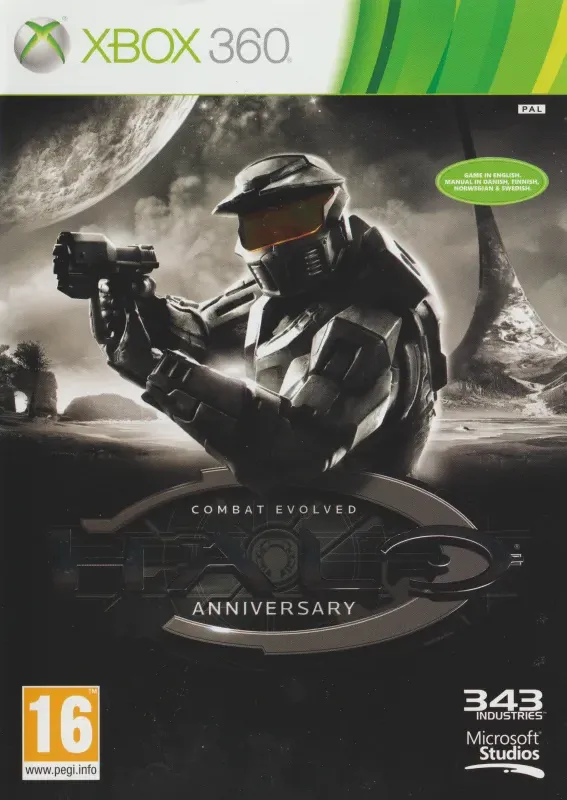 XBOX 360
PAL
GAME IN ENGLISH.
MANUAL IN DANISH, FINNISH,
NORWEGIAN & SWEDISH.
COMBAT EVOLVED
HALO
ANNIVERSARY
16
www.pegi.info
343
INDUSTRIES
Microsoft
Studios